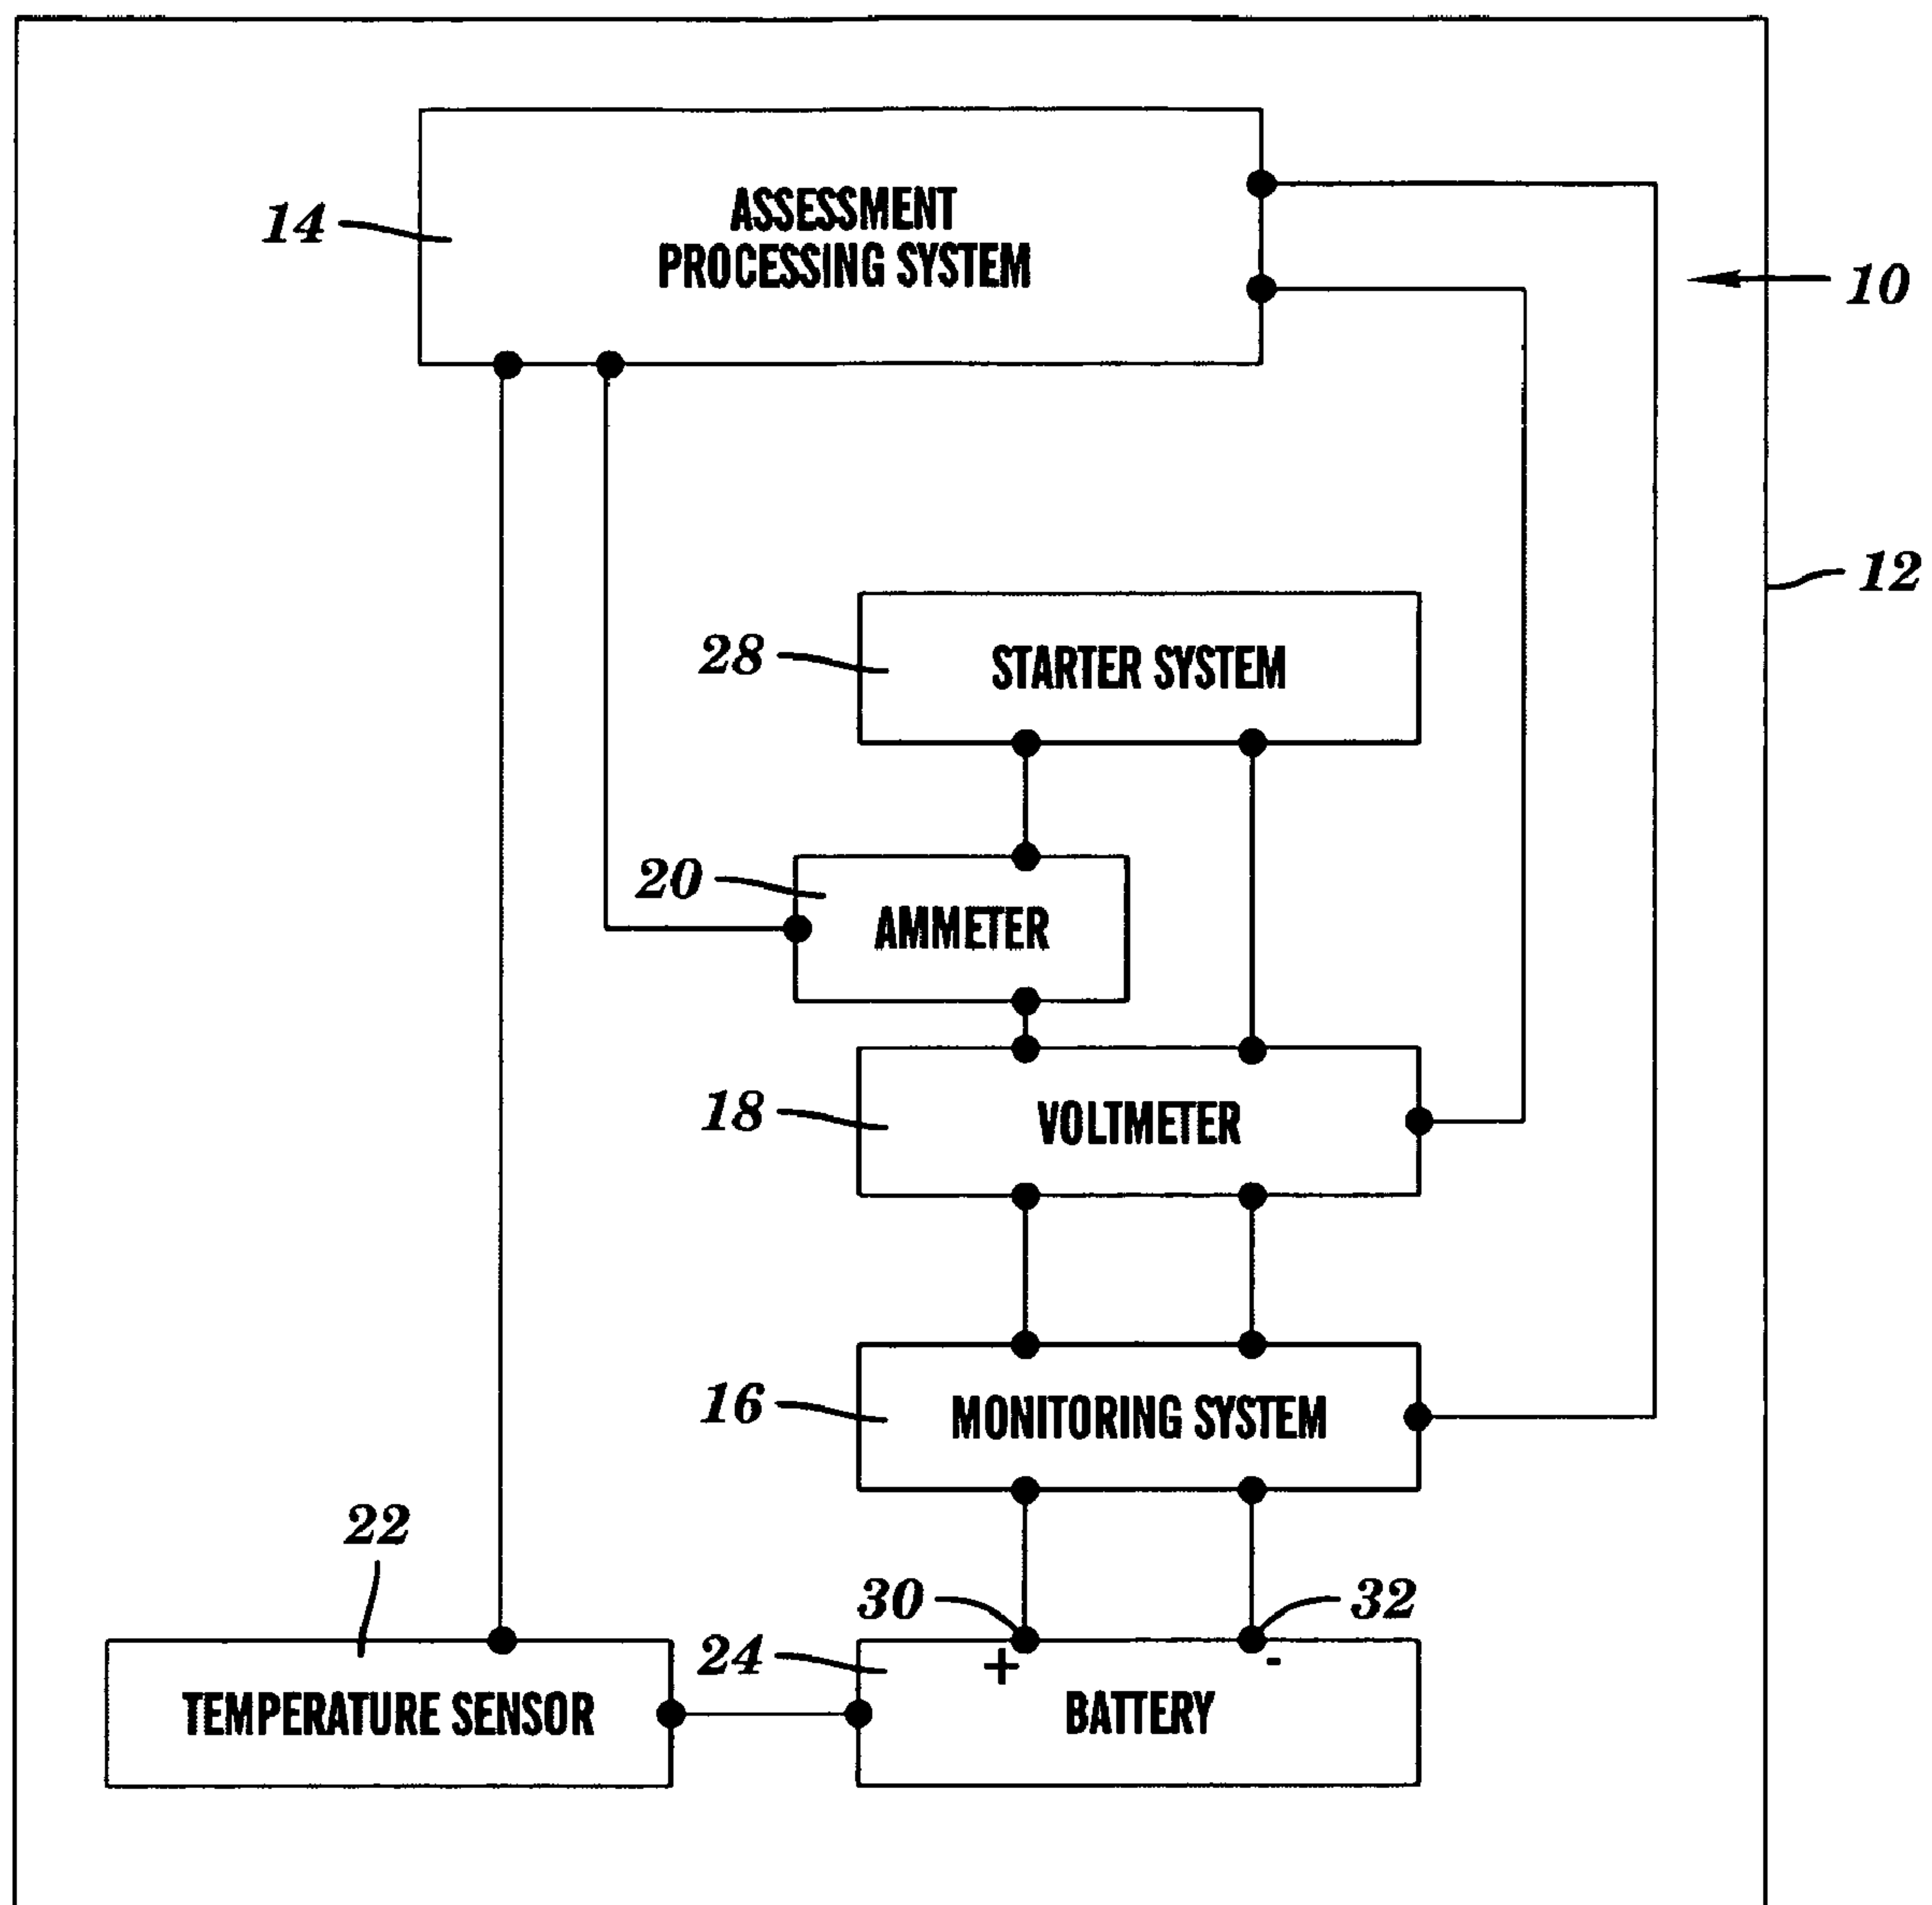 14
ASSESSMENT
PROCESSING SYSTEM
10
12
28
STARTER SYSTEM
20
AMMETER
18
VOLTMETER
16
MONITORING SYSTEM
22
30
32
24
+
-
TEMPERATURE SENSOR
BATTERY